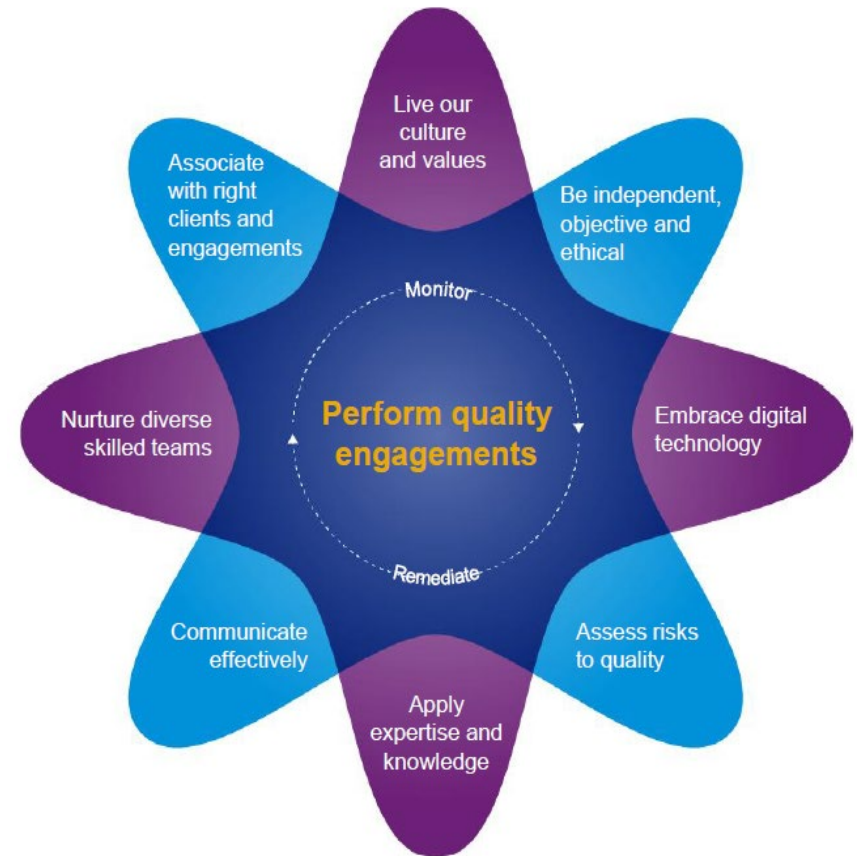 Live our
culture
and values
Be independent,
objective and
ethical
Embrace digital
technology
Assess risks
to quality
Apply
expertise and
knowledge
Communicate
effectively
Nurture diverse
skilled teams
Associate
with right
clients and
engagements
Monitor
Perform quality
engagements
Remediate